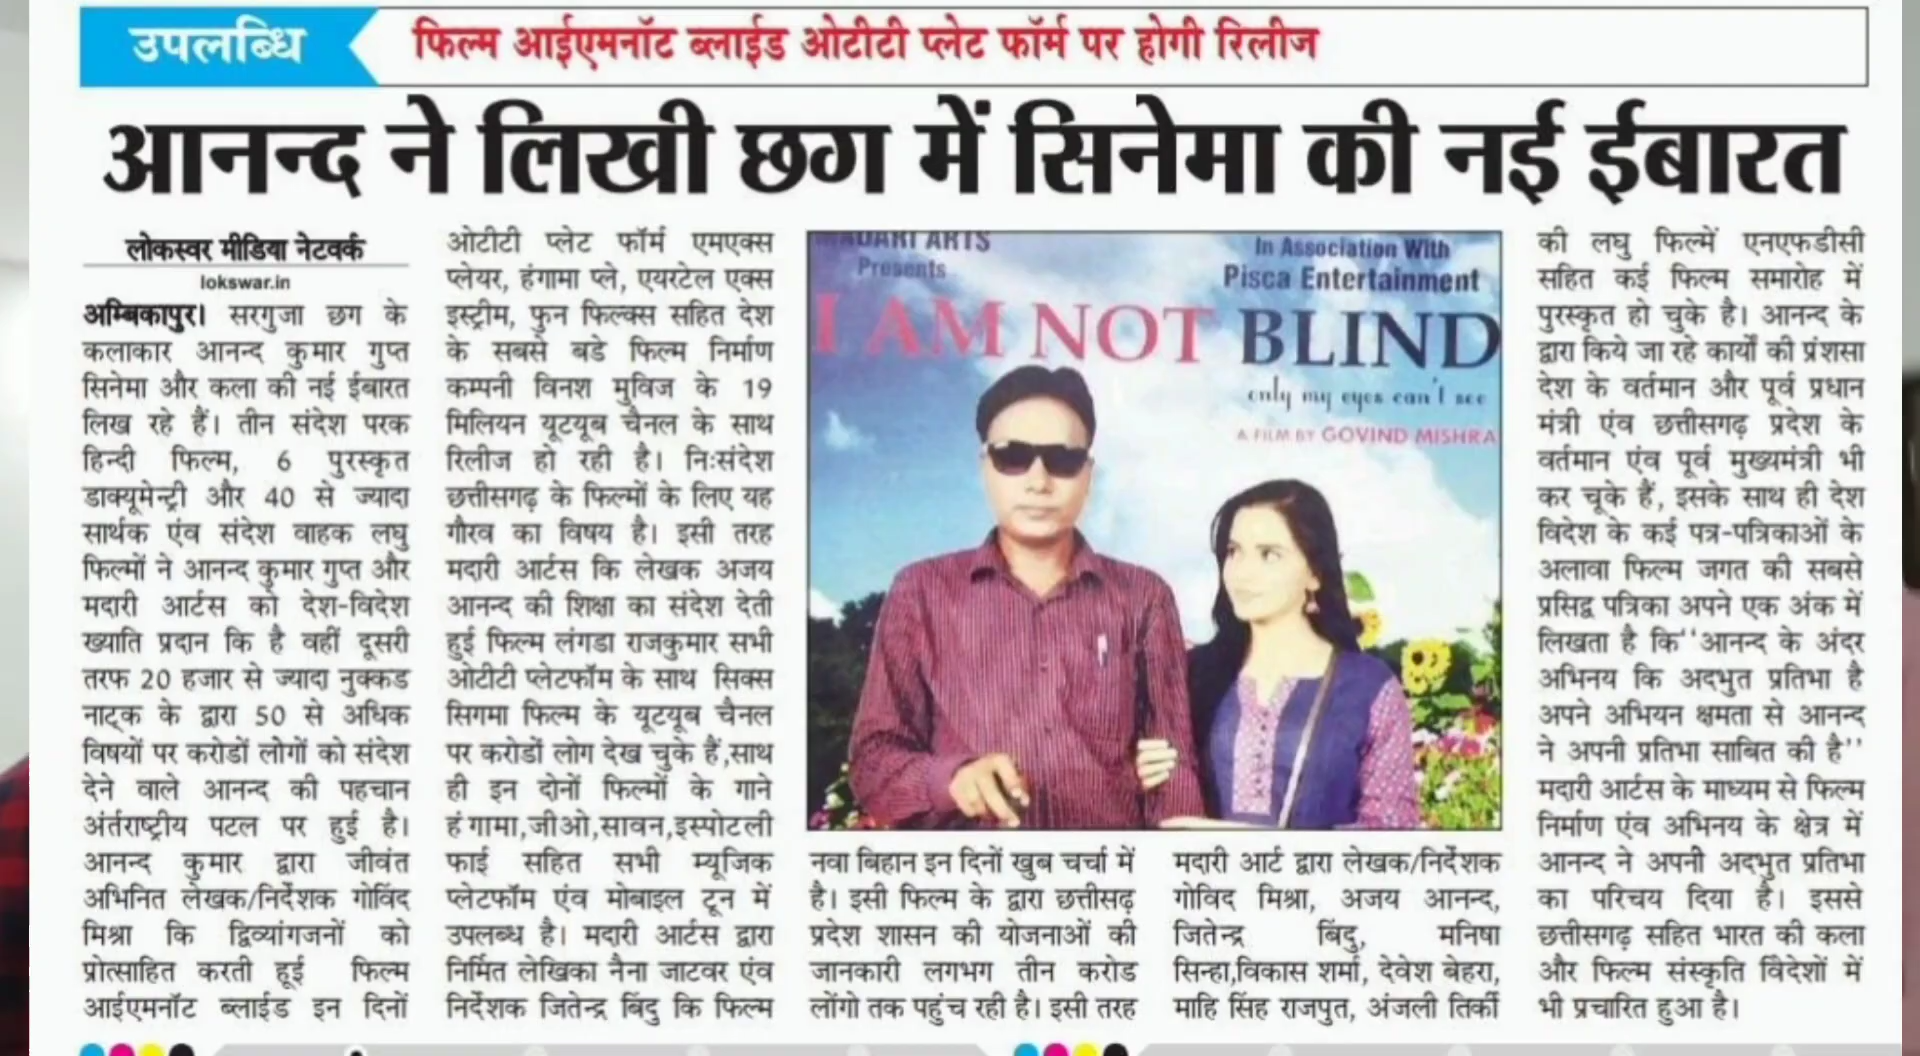 उपलब्धि
फिल्म आईएमनॉट ब्लाईड ओटीटी प्लेट फॉर्म पर होगी रिलीज
आनन्द ने लिखी छग में सिनेमा की नई ईबारत
लोकस्वर मीडिया नेटवर्क
lokswar.in
अम्बिकापुर। सरगुजा छग के
कलाकार आनन्द कुमार गुप्त
सिनेमा और कला की नई ईबारत
लिख रहे हैं। तीन संदेश परक
हिन्दी फिल्म, 6 पुरस्कृत
डाक्यूमेन्ट्री और 40 से ज्यादा
सार्थक एंव संदेश वाहक लघु
फिल्मों ने आनन्द कुमार गुप्त और
मदारी आर्टस को देश-विदेश
ख्याति प्रदान कि है वहीं दूसरी
तरफ 20 हजार से ज्यादा नुक्कड
नाट्क के द्वारा 50 से अधिक
विषयों पर करोडों लोगों को संदेश
देने वाले आनन्द की पहचान
अंर्तराष्ट्रीय पटल पर हुई है।
आनन्द कुमार द्वारा जीवंत
अभिनित लेखक/निर्देशक गोविंद
मिश्रा कि द्विव्यांगजनों को
प्रोत्साहित करती हूई फिल्म
आईएमनॉट ब्लाईड इन दिनों
ओटीटी प्लेट फॉर्म एमएक्स
प्लेयर, हंगामा प्ले, एयरटेल एक्स
इस्ट्रीम, फुन फिल्क्स सहित देश
के सबसे बडे फिल्म निर्माण
कम्पनी विनश मुविज के 19
मिलियन यूटयूब चैनल के साथ
रिलीज हो रही है। निःसंदेश
छत्तीसगढ़ के फिल्मों के लिए यह
गौरव का विषय है। इसी तरह
मदारी आर्टस कि लेखक अजय
आनन्द की शिक्षा का संदेश देती
हुई फिल्म लंगडा राजकुमार सभी
ओटीटी प्लेटफॉम के साथ सिक्स
सिगमा फिल्म के यूटयूब चैनल
पर करोडों लोग देख चुके हैं,साथ
ही इन दोनों फिल्मों के गाने
हंगामा,जीओ,सावन,इस्पोटली
फाई सहित सभी म्यूजिक
प्लेटफॉम एंव मोबाइल टून में
उपलब्ध है। मदारी आर्टस द्वारा
निर्मित लेखिका नैना जाटवर एंव
निर्देशक जितेन्द्र बिंदु कि फिल्म
MADARI ARTS
Presents
In Association With
Pisca Entertainment
I AM NOT BLIND
only my eyes can't see
A FILM BY GOVIND MISHRA
नवा बिहान इन दिनों खुब चर्चा में
है। इसी फिल्म के द्वारा छत्तीसढ़
प्रदेश शासन की योजनाओं की
जानकारी लगभग तीन करोड
लोंगो तक पहुंच रही है। इसी तरह
मदारी आर्ट द्वारा लेखक/निर्देशक
गोविद मिश्रा, अजय आनन्द,
जितेन्द्र बिंदु, मनिषा
सिन्हा,विकास शर्मा, देवेश बेहरा,
माहि सिंह राजपुत, अंजली तिर्की
की लघु फिल्में एनएफडीसी
सहित कई फिल्म समारोह में
पुरस्कृत हो चुके है। आनन्द के
द्वारा किये जा रहे कार्यों की प्रंशसा
देश के वर्तमान और पूर्व प्रधान
मंत्री एंव छत्तीसगढ़ प्रदेश के
वर्तमान एंव पूर्व मुख्यमंत्री भी
कर चूके हैं, इसके साथ ही देश
विदेश के कई पत्र-पत्रिकाओं के
अलावा फिल्म जगत की सबसे
प्रसिद्व पत्रिका अपने एक अंक में
लिखता है कि''आनन्द के अंदर
अभिनय कि अदभुत प्रतिभा है
अपने अभियन क्षमता से आनन्द
ने अपनी प्रतिभा साबित की है''
मदारी आर्टस के माध्यम से फिल्म
निर्माण एंव अभिनय के क्षेत्र में
आनन्द ने अपनी अदभुत प्रतिभा
का परिचय दिया है। इससे
छत्तीसगढ़ सहित भारत की कला
और फिल्म संस्कृति विदेशों में
भी प्रचारित हुआ है।